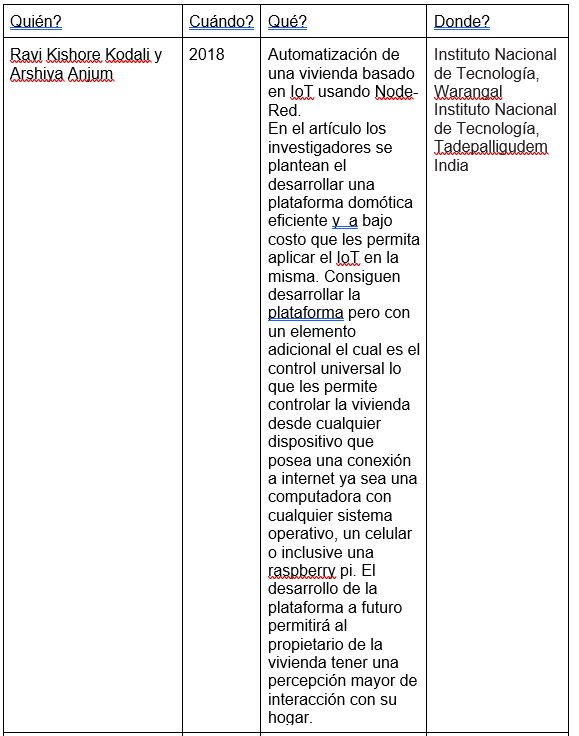 Quién?
Cuándo?
Qué?
Donde?
Ravi Kishore Kodali y
Arshiya Anjum
2018
Automatización de
una vivienda basado
en IoT usando Node-
Red.
En el artículo los
investigadores se
plantean el
desarrollar una
plataforma domótica
eficiente y  a bajo
costo que les permita
aplicar el IoT en la
misma. Consiguen
desarrollar la
plataforma pero con
un elemento
adicional el cual es el
control universal lo
que les permite
controlar la vivienda
desde cualquier
dispositivo que
posea una conexión
a internet ya sea una
computadora con
cualquier sistema
operativo, un celular
o inclusive una
raspberry pi. El
desarrollo de la
plataforma a futuro
permitirá al
propietario de la
vivienda tener una
percepción mayor de
interacción con su
hogar.
Instituto Nacional
de Tecnología,
Warangal
Instituto Nacional
de Tecnología,
Tadepalligudem
India